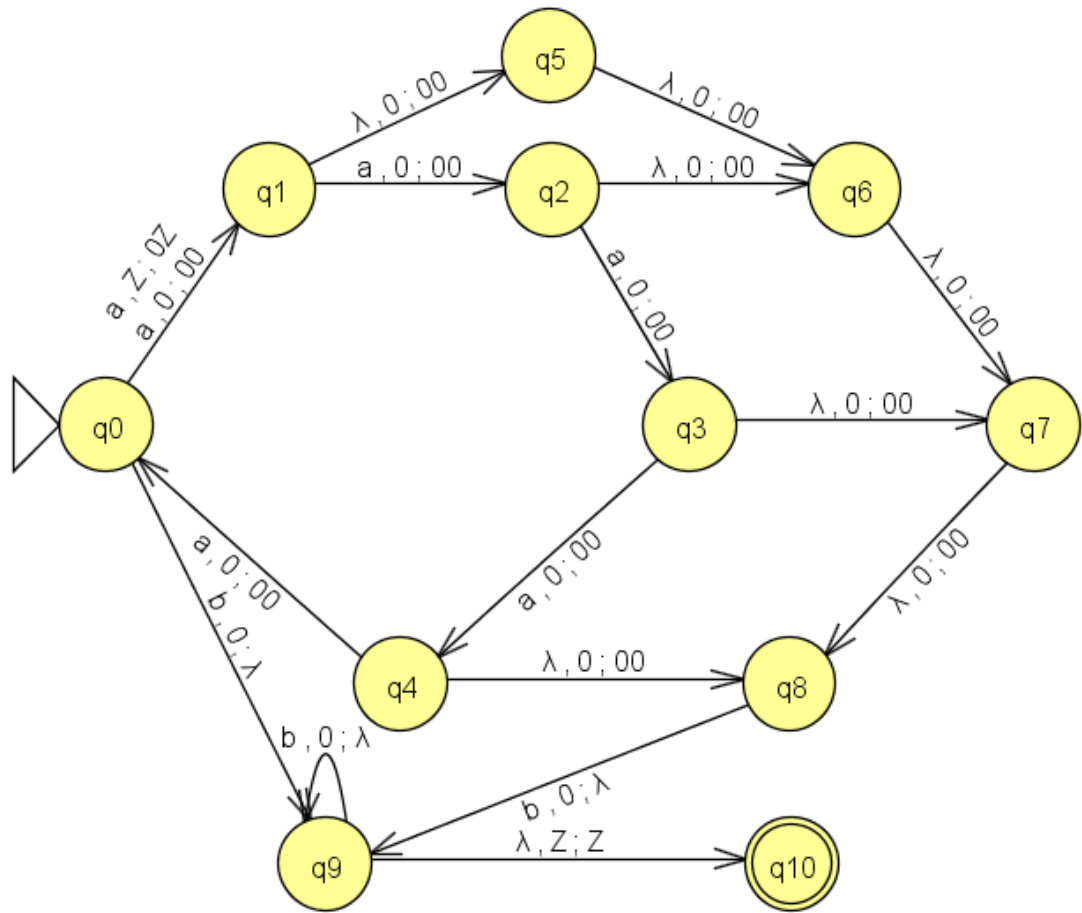 q5
λ , 0 ; 00
λ , 0 ; 00
q1
a , 0 ; 00
q2
λ , 0 ; 00
q6
a , Z ; 0Z
a , 0 ; 00
a , 0 ; 00
λ , 0 ; 00
q0
q3
λ , 0 ; 00
q7
a , 0 ; 00
b , 0 ; λ
a , 0 ; 00
λ , 0 ; 00
q4
λ , 0 ; 00
q8
b , 0 ; λ
b , 0 ; λ
q9
λ , Z ; Z
q10